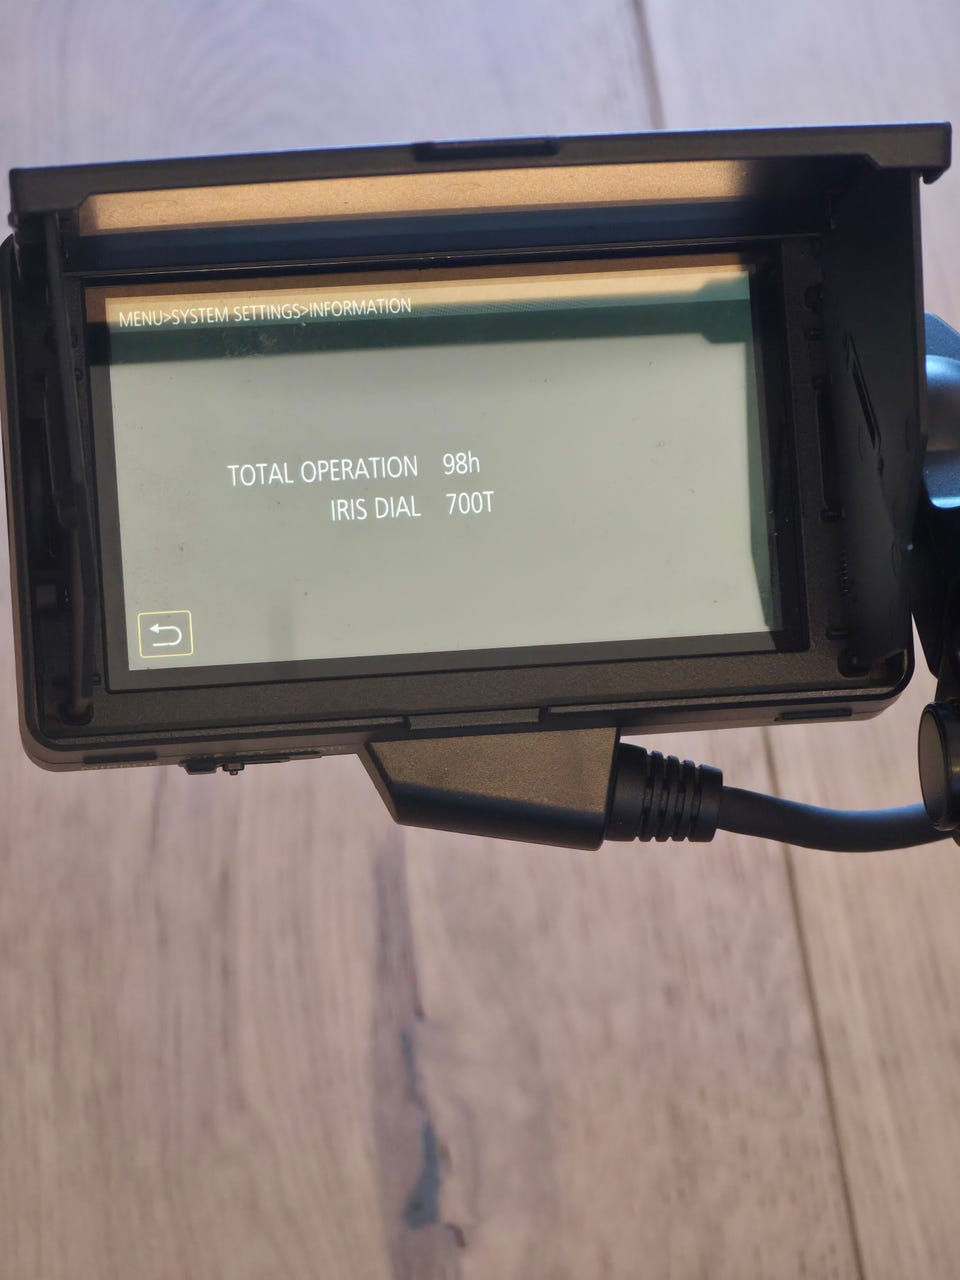 MENU>SYSTEM SETTINGS>INFORMATION
TOTAL OPERATION 98h
IRIS DIAL 700T